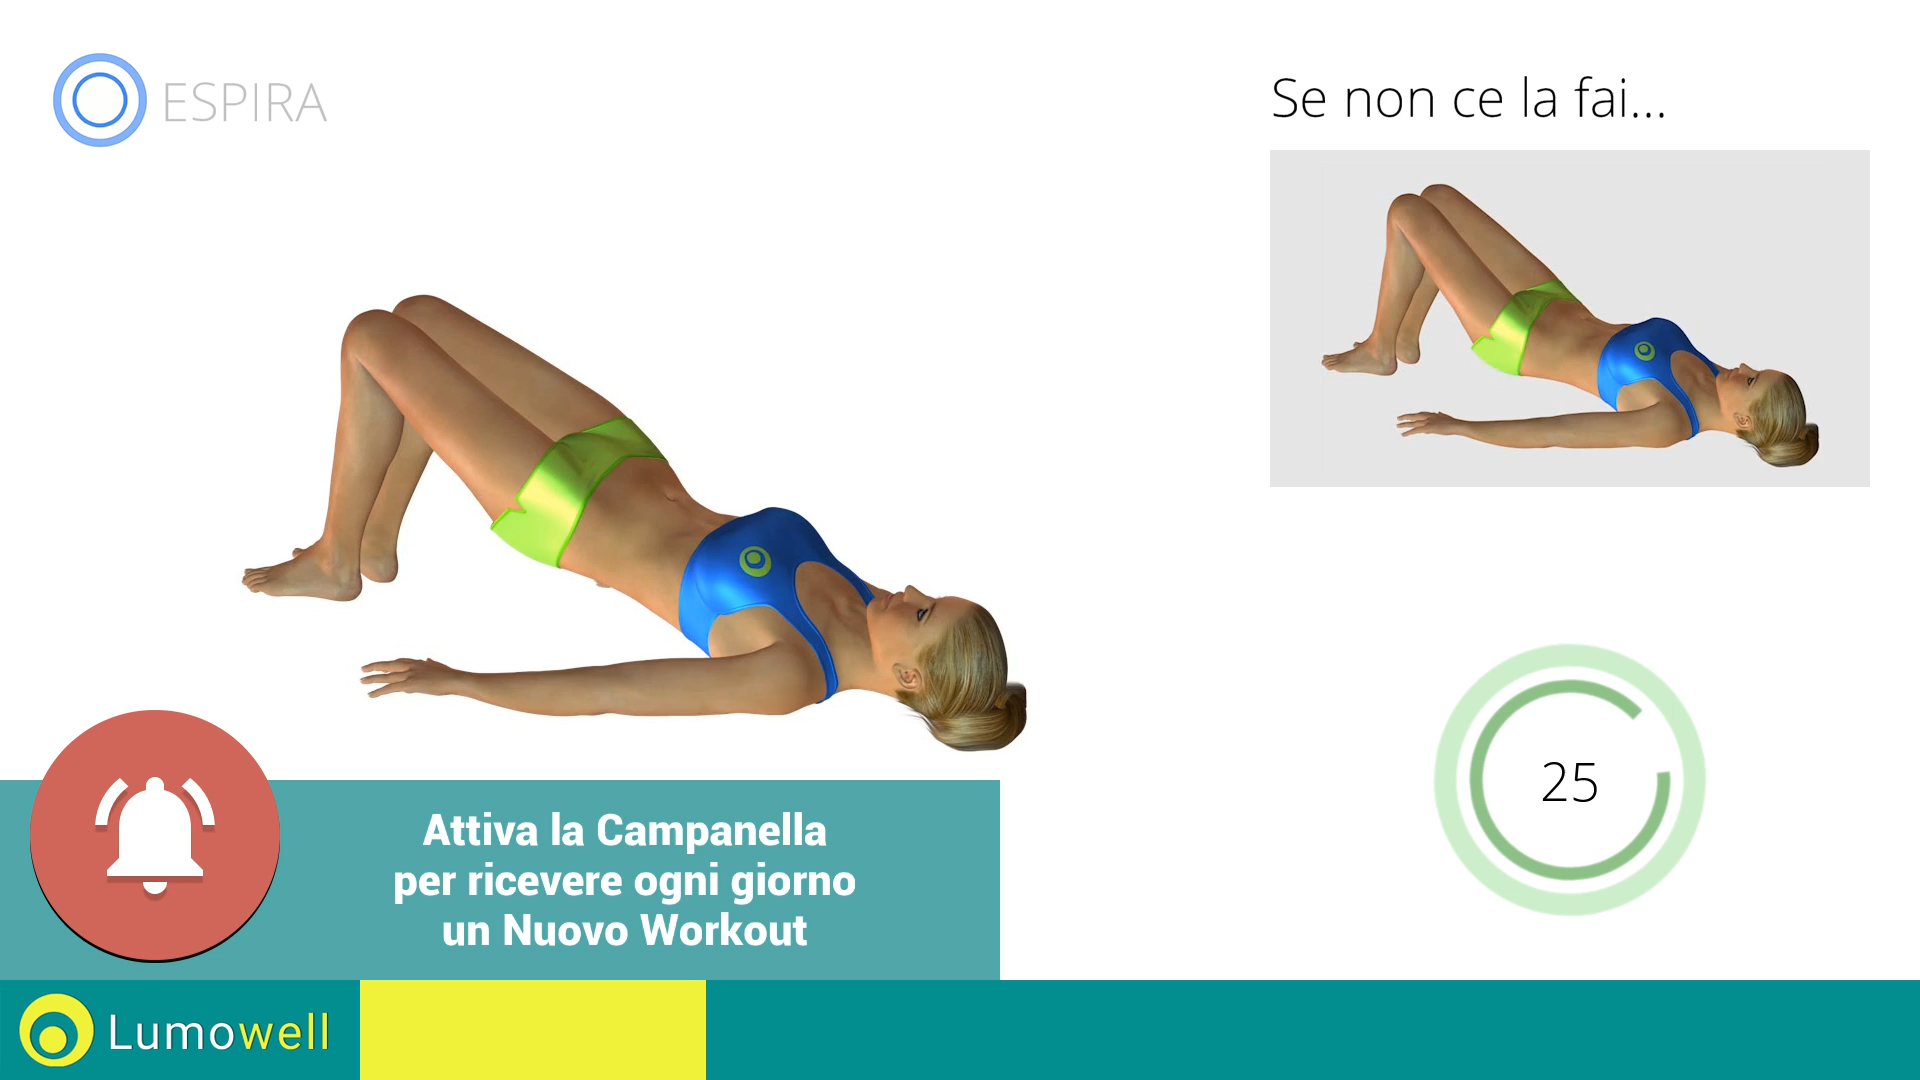 ESPIRA
Se non ce la fai...
25
Attiva la Campanella
per ricevere ogni giorno
un Nuovo Workout
Lumowell